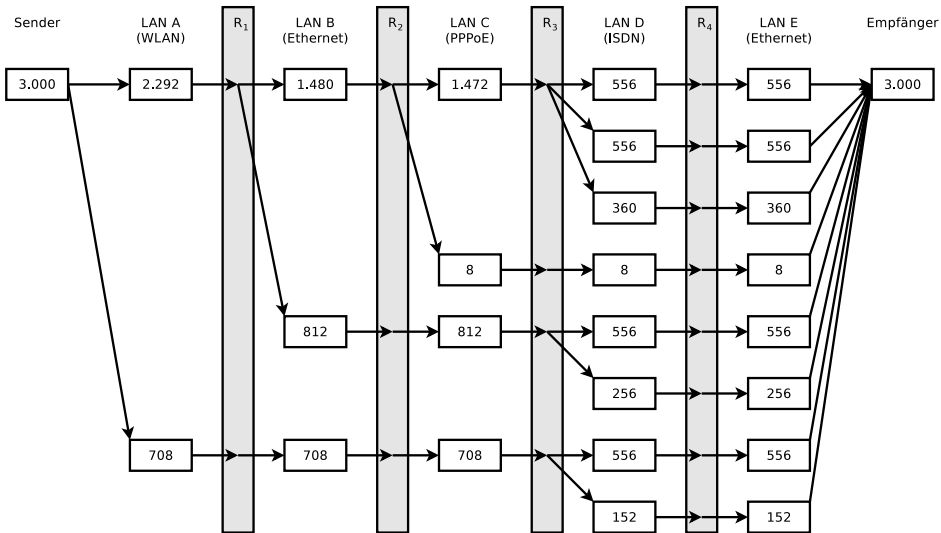 Sender LAN A R1 LAN B R2 LAN C R3 LAN D R4 LAN E Empfänger
(WLAN) (Ethernet) (PPPoE) (ISDN) (Ethernet)
3.000 2.292 1.480 1.472 556 556 3.000
556 556
360 360
8 8 8
812 812 556 556
256 256
708 708 708 556 556
152 152